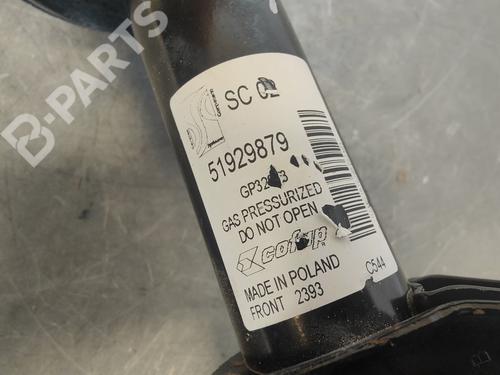 B-PARTS
SC
51929879
GAS PRESSURIZED
DO NOT OPEN
cofap
MADE IN POLAND
FRONT 2393
C544